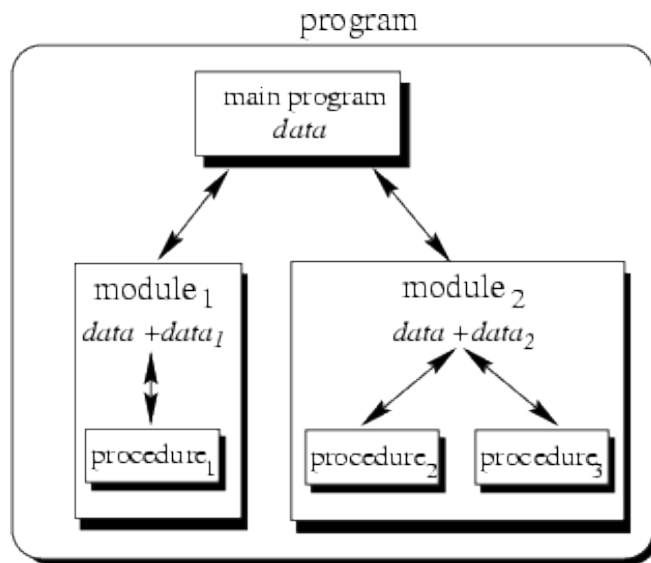 program
main program
data
module 1
module 2
data +data1
data +data2
procedure1
procedure2
procedure3